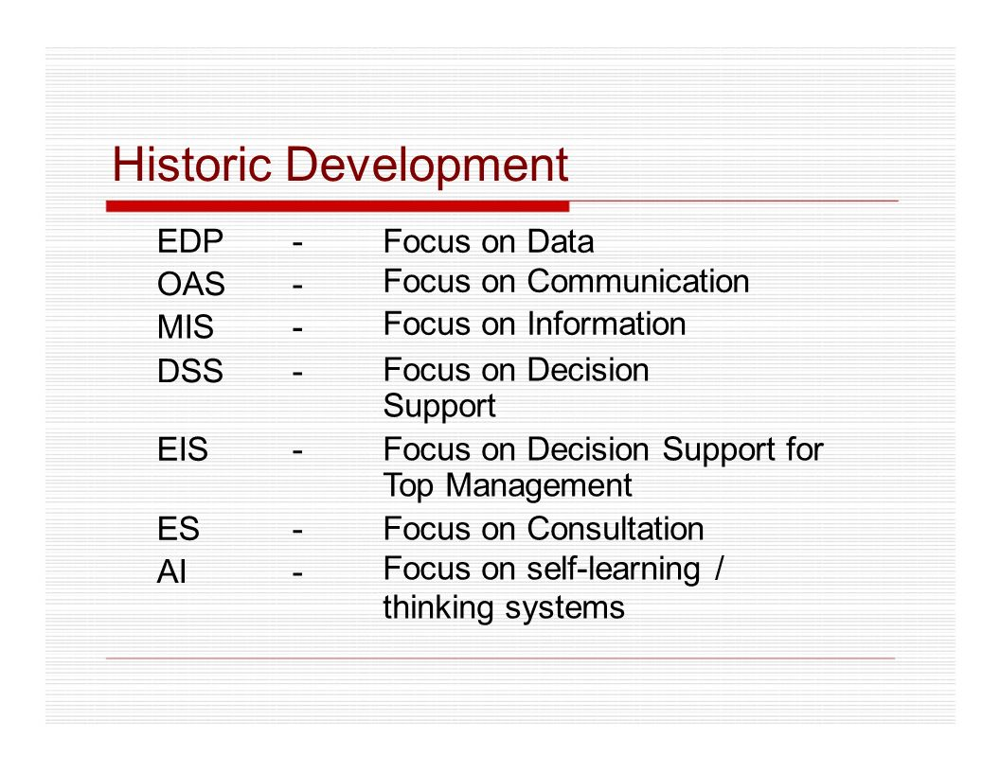 Historic Development
EDP - Focus on Data
OAS - Focus on Communication
MIS - Focus on Information
DSS - Focus on Decision
Support
EIS - Focus on Decision Support for
Top Management
ES - Focus on Consultation
AI - Focus on self-learning /
thinking systems